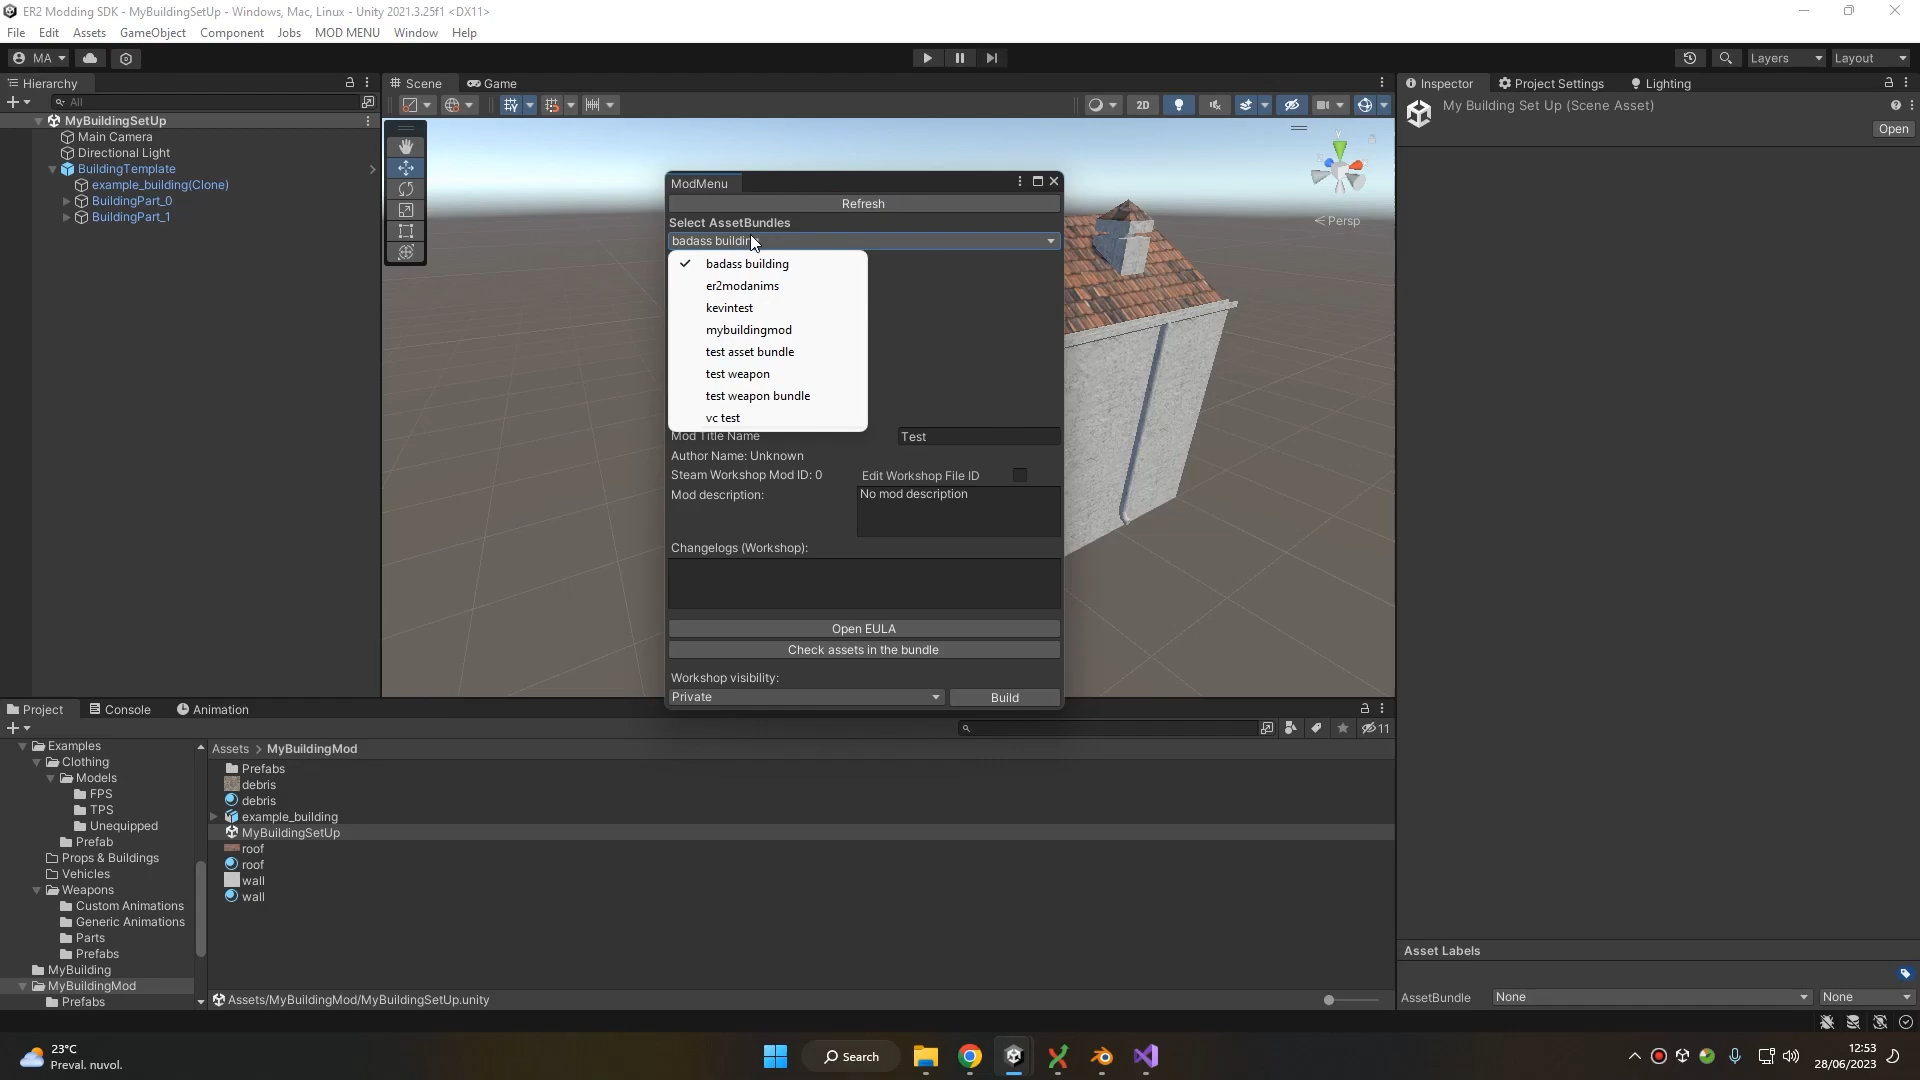 ER2 Modding SDK - MyBuildingSetUp - Windows, Mac, Linux - Unity 2021.3.25f1 <DX11>
File Edit Assets GameObject Component Jobs MOD MENU Window Help
MA Layers Layout
Hierarchy
All
MyBuildingSetUp
Main Camera
Directional Light
BuildingTemplate
example_building(Clone)
BuildingPart_0
BuildingPart_1
Scene Game
2D
Persp
ModMenu
Refresh
Select AssetBundles
badass building
badass building
er2modanims
kevintest
mybuildingmod
test asset bundle
test weapon
test weapon bundle
vc test
Mod Title Name Test
Author Name: Unknown
Steam Workshop Mod ID: 0 Edit Workshop File ID
Mod description: No mod description
Changelogs (Workshop):
Open EULA
Check assets in the bundle
Workshop visibility:
Private Build
Inspector Project Settings Lighting
My Building Set Up (Scene Asset)
Open
Asset Labels
AssetBundle None None
Project Console Animation
11
Examples
Clothing
Models
FPS
TPS
Unequipped
Prefab
Props & Buildings
Vehicles
Weapons
Custom Animations
Generic Animations
Parts
Prefabs
MyBuilding
MyBuildingMod
Prefabs
Assets > MyBuildingMod
Prefabs
debris
debris
example_building
MyBuildingSetUp
roof
roof
wall
wall
Assets/MyBuildingMod/MyBuildingSetUp.unity
23°C
Preval. nuvol.
Search
12:53
28/06/2023